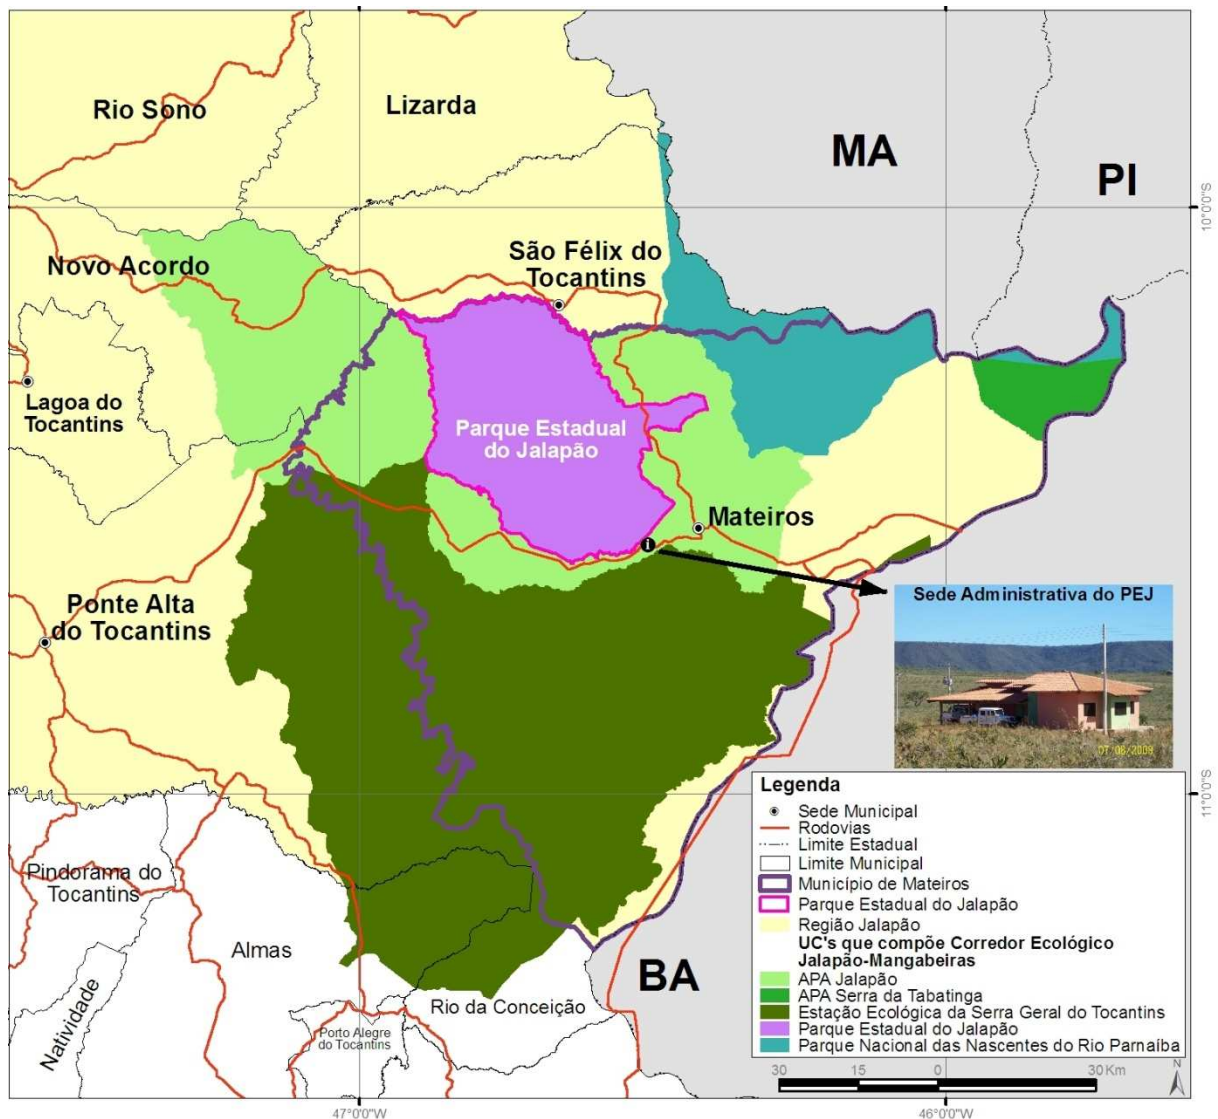 Rio Sono
Lizarda
MA
PI
10°0'0"S
Novo Acordo
São Félix do
Tocantins
Lagoa do
Tocantins
Parque Estadual
do Jalapão
Mateiros
i
Ponte Alta
do Tocantins
Sede Administrativa do PEJ
07/08/2009
11°0'0"S
Pindorama do
Tocantins
Almas
Natividade
Rio da Conceição
Porto Alegre
do Tocantins
BA
Legenda
Sede Municipal
Rodovias
Limite Estadual
Limite Municipal
Município de Mateiros
Parque Estadual do Jalapão
Região Jalapão
UC's que compõe Corredor Ecológico
Jalapão-Mangabeiras
APA Jalapão
APA Serra da Tabatinga
Estação Ecológica da Serra Geral do Tocantins
Parque Estadual do Jalapão
Parque Nacional das Nascentes do Rio Parnaíba
30 15 0 30 Km
N
47°0'0"W
46°0'0"W